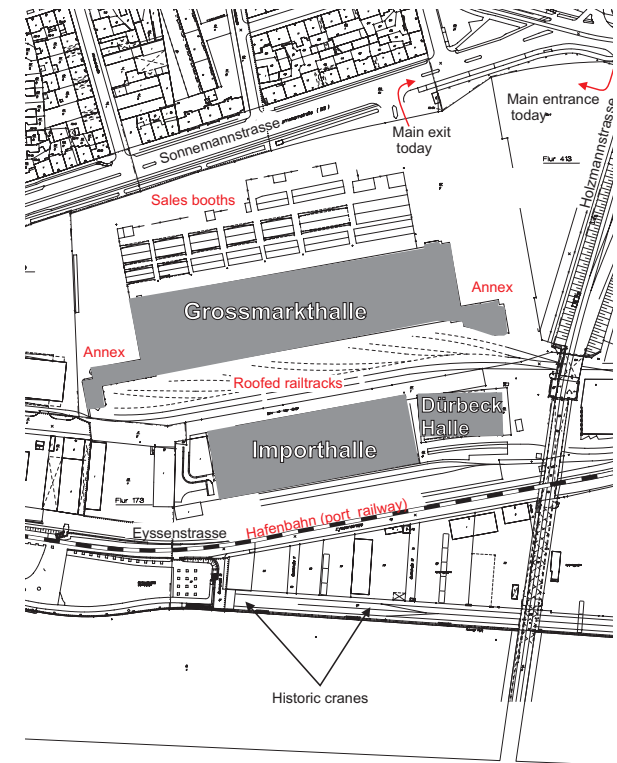 Main entrance
today
Main exit
today
Sonnemannstrasse
Flur 413
Holzmannstrasse
Sales booths
Annex
Grossmarkthalle
Annex
Roofed railtracks
Dürbeck
Halle
Importhalle
Flur 173
Hafenbahn (port railway)
Eyssenstrasse
Historic cranes